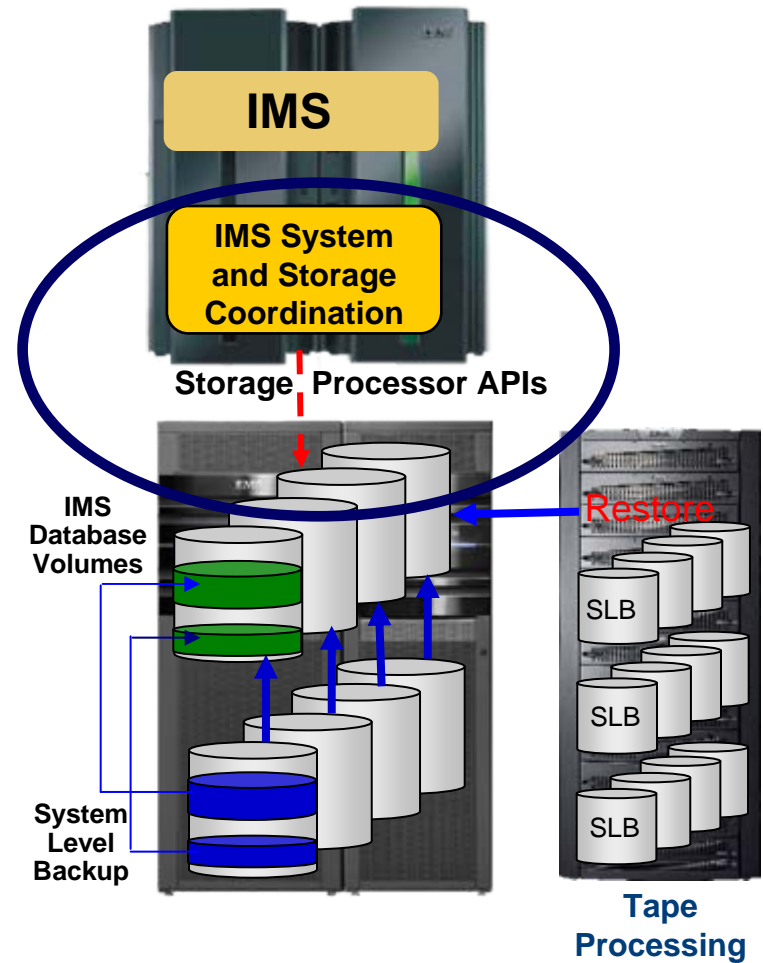 IMS
IMS System
and Storage
Coordination
Storage Processor APIs
IMS
Database
Volumes
Restore
SLB
SLB
SLB
System
Level
Backup
Tape
Processing